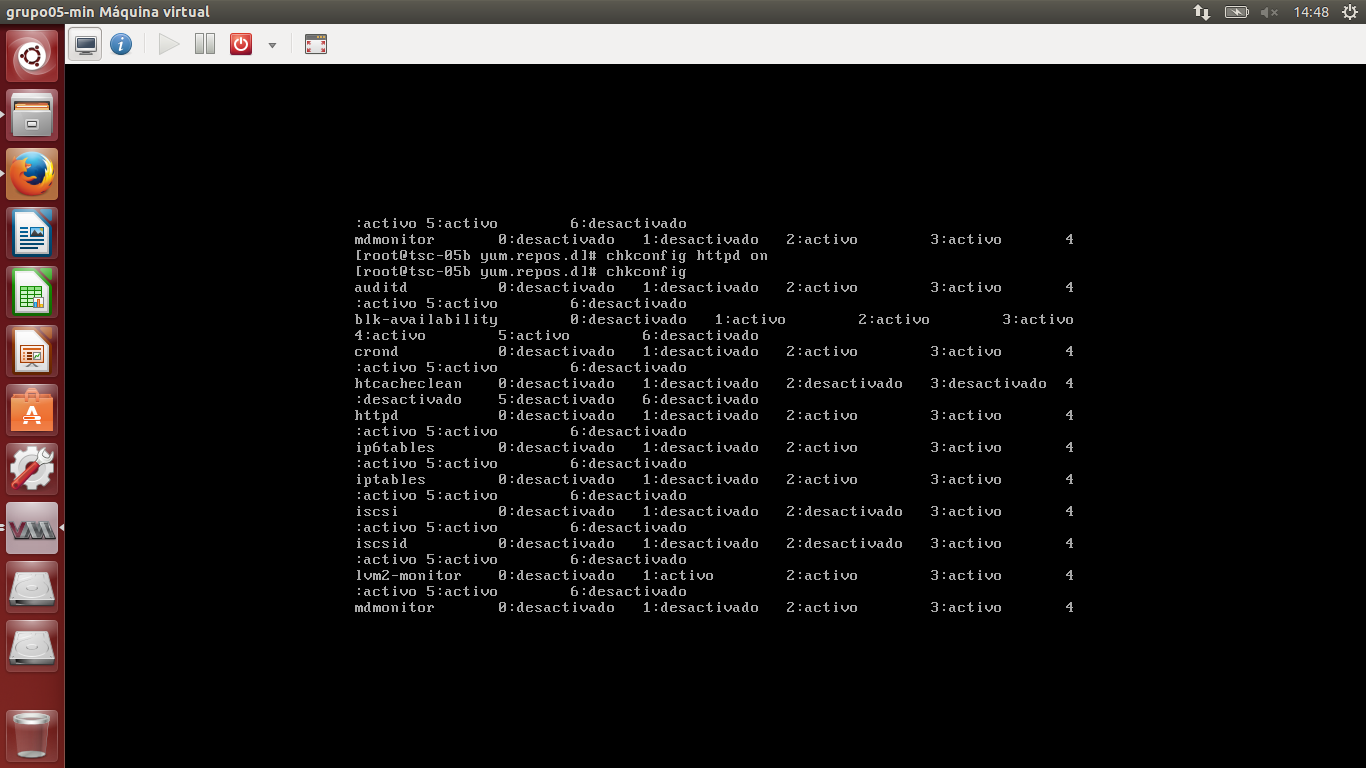 grupo05-min Máquina virtual
14:48
:activo 5:activo 6:desactivado
mdmonitor 0:desactivado 1:desactivado 2:activo 3:activo 4
[root@tsc-05b yum.repos.d]# chkconfig httpd on
[root@tsc-05b yum.repos.d]# chkconfig
auditd 0:desactivado 1:desactivado 2:activo 3:activo 4
:activo 5:activo 6:desactivado
blk-availability 0:desactivado 1:activo 2:activo 3:activo
4:activo 5:activo 6:desactivado
crond 0:desactivado 1:desactivado 2:activo 3:activo 4
:activo 5:activo 6:desactivado
htcacheclean 0:desactivado 1:desactivado 2:desactivado 3:desactivado 4
:desactivado 5:desactivado 6:desactivado
httpd 0:desactivado 1:desactivado 2:activo 3:activo 4
:activo 5:activo 6:desactivado
ip6tables 0:desactivado 1:desactivado 2:activo 3:activo 4
:activo 5:activo 6:desactivado
iptables 0:desactivado 1:desactivado 2:activo 3:activo 4
:activo 5:activo 6:desactivado
iscsi 0:desactivado 1:desactivado 2:desactivado 3:activo 4
:activo 5:activo 6:desactivado
iscsid 0:desactivado 1:desactivado 2:desactivado 3:activo 4
:activo 5:activo 6:desactivado
lvm2-monitor 0:desactivado 1:activo 2:activo 3:activo 4
:activo 5:activo 6:desactivado
mdmonitor 0:desactivado 1:desactivado 2:activo 3:activo 4